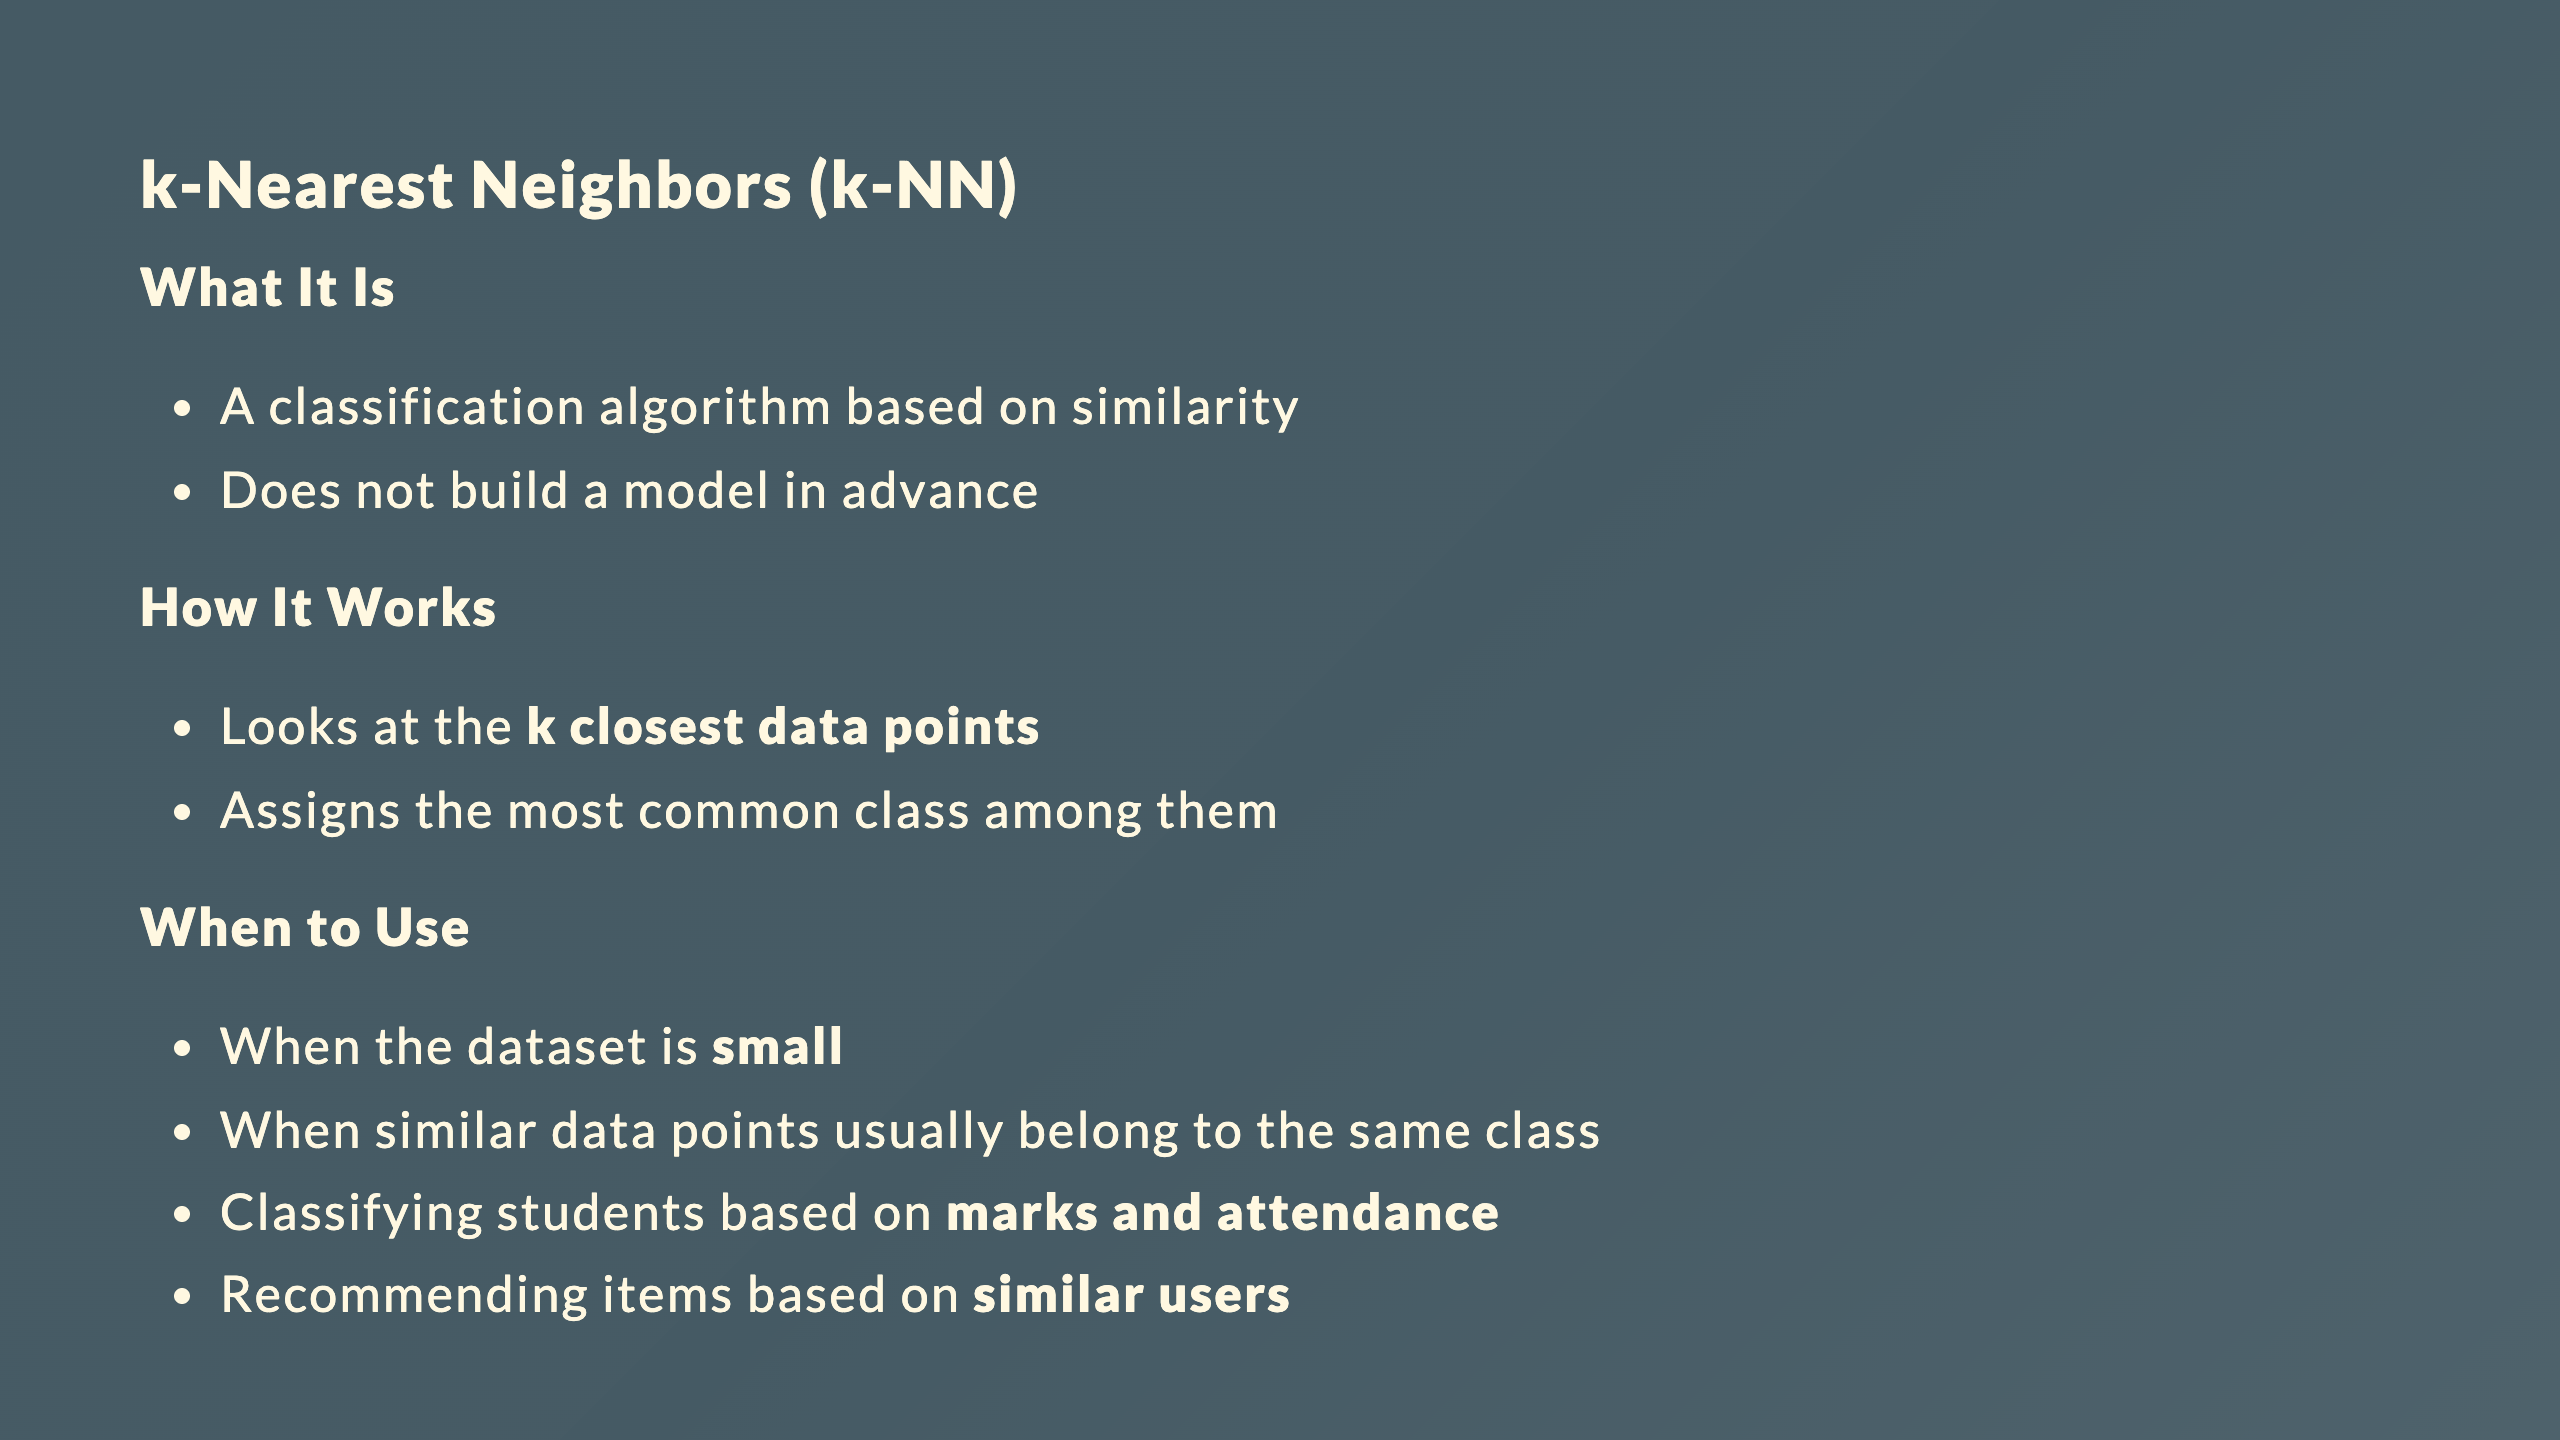 k-Nearest Neighbors (k-NN)
What It Is
• A classification algorithm based on similarity
• Does not build a model in advance
How It Works
• Looks at the k closest data points
• Assigns the most common class among them
When to Use
• When the dataset is small
• When similar data points usually belong to the same class
• Classifying students based on marks and attendance
• Recommending items based on similar users